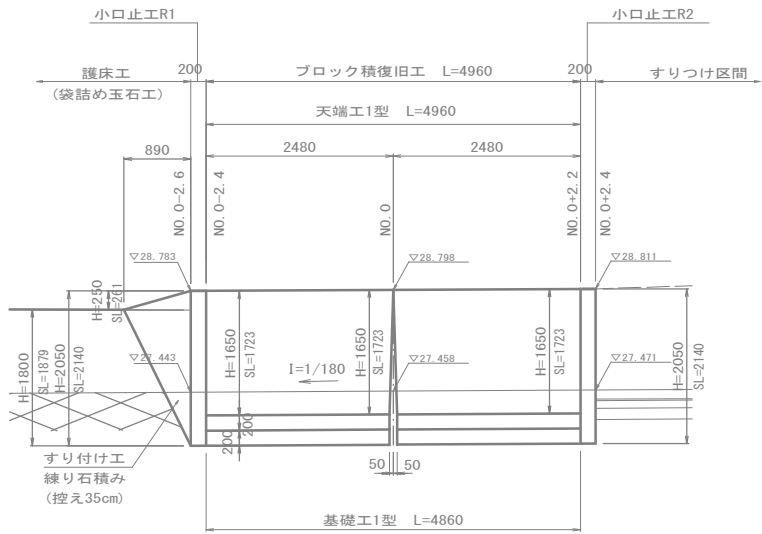 小口止工R1
小口止工R2
護床工
(袋詰め玉石工)
200
ブロック積復旧工 L=4960
200
すりつけ区間
天端工1型 L=4960
890
2480
2480
NO.0-2.6
NO.0-2.4
NO.0
NO.0+2.2
NO.0+2.4
▽28.783
▽28.798
▽28.811
H=250
SL=261
H=1800
SL=1879
H=2050
SL=2140
H=1650
SL=1723
H=1650
SL=1723
H=1650
SL=1723
H=2050
SL=2140
▽27.443
▽27.458
▽27.471
I=1/180
200
200
50
50
すり付け工
練り石積み
(控え35cm)
基礎工1型 L=4860